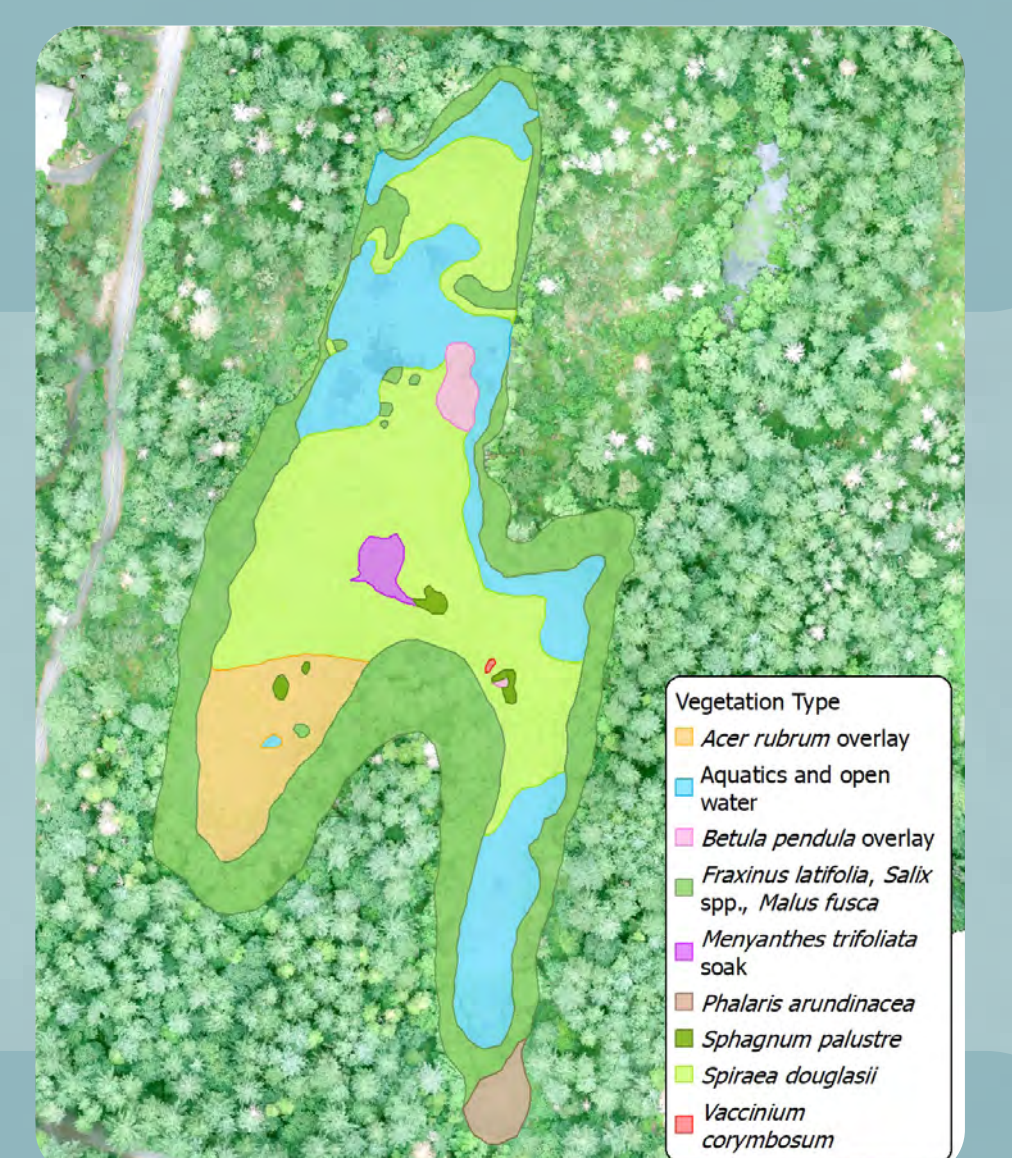 Vegetation Type
Acer rubrum overlay
Aquatics and open
water
Betula pendula overlay
Fraxinus latifolia, Salix
spp., Malus fusca
Menyanthes trifoliata
soak
Phalaris arundinacea
Sphagnum palustre
Spiraea douglasii
Vaccinium
corymbosum